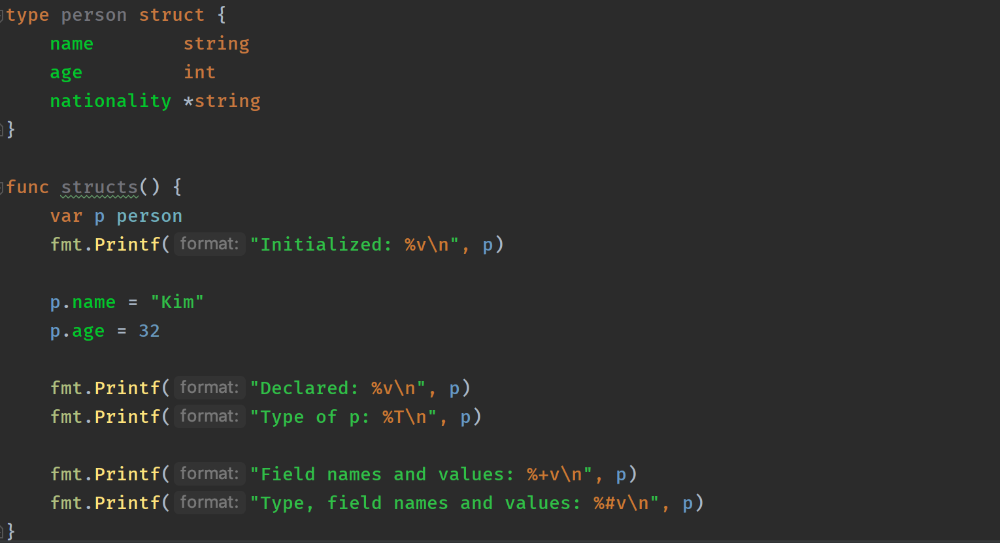 type person struct {
    name        string
    age         int
    nationality *string
}
func structs() {
    var p person
    fmt.Printf( format: "Initialized: %v\n", p)
    p.name = "Kim"
    p.age = 32
    fmt.Printf( format: "Declared: %v\n", p)
    fmt.Printf( format: "Type of p: %T\n", p)
    fmt.Printf( format: "Field names and values: %+v\n", p)
    fmt.Printf( format: "Type, field names and values: %#v\n", p)
}